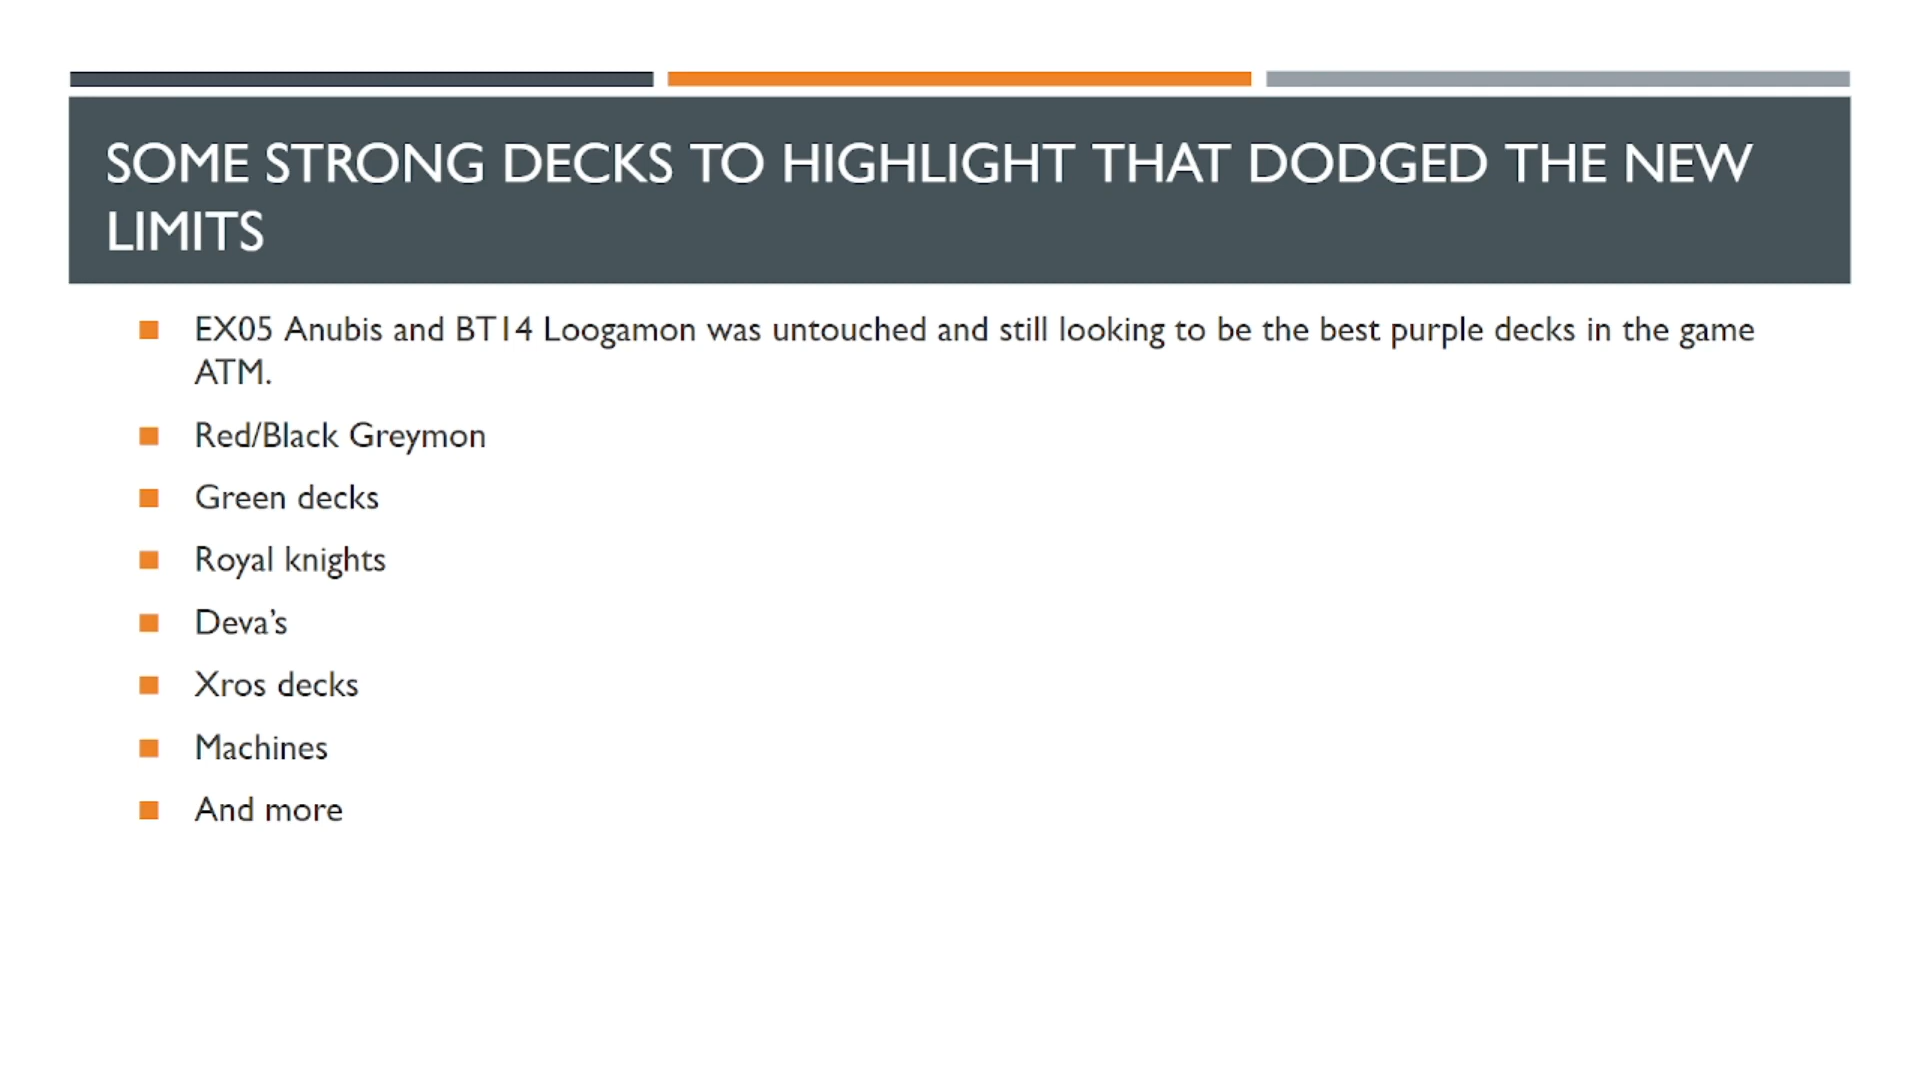 SOME STRONG DECKS TO HIGHLIGHT THAT DODGED THE NEW
LIMITS
EX05 Anubis and BT14 Loogamon was untouched and still looking to be the best purple decks in the game
ATM.
Red/Black Greymon
Green decks
Royal knights
Deva’s
Xros decks
Machines
And more